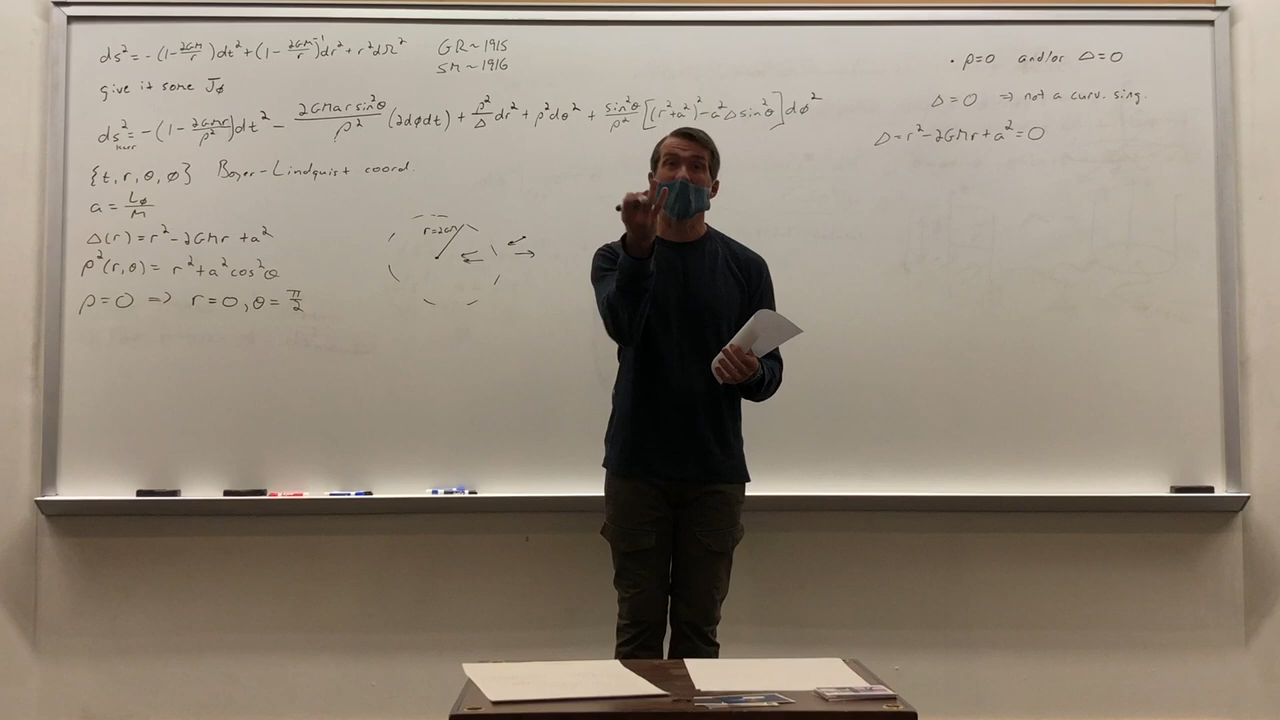 ds² = -(1-2GM/r)dt² + (1-2GM/r)⁻¹dr² + r²dΩ²
GR ~ 1915
SM ~ 1916
give it some J_φ
ds²_kerr = -(1-2GMr/ρ²)dt² - 2GMar sin²θ/ρ² (2dφdt) + ρ²/Δ dr² + ρ²dθ² + sin²θ/ρ² [(r²+a²)² - a²Δsin²θ]dφ²
{t, r, θ, φ} Boyer-Lindquist coord.
a = L_φ/M
Δ(r) = r² - 2GMr + a²
ρ²(r,θ) = r² + a²cos²θ
ρ=0 ⇒ r=0, θ=π/2
r=2GM
· ρ=0 and/or Δ=0
Δ=0 ⇒ not a curv. sing.
Δ=r²-2GMr+a²=0